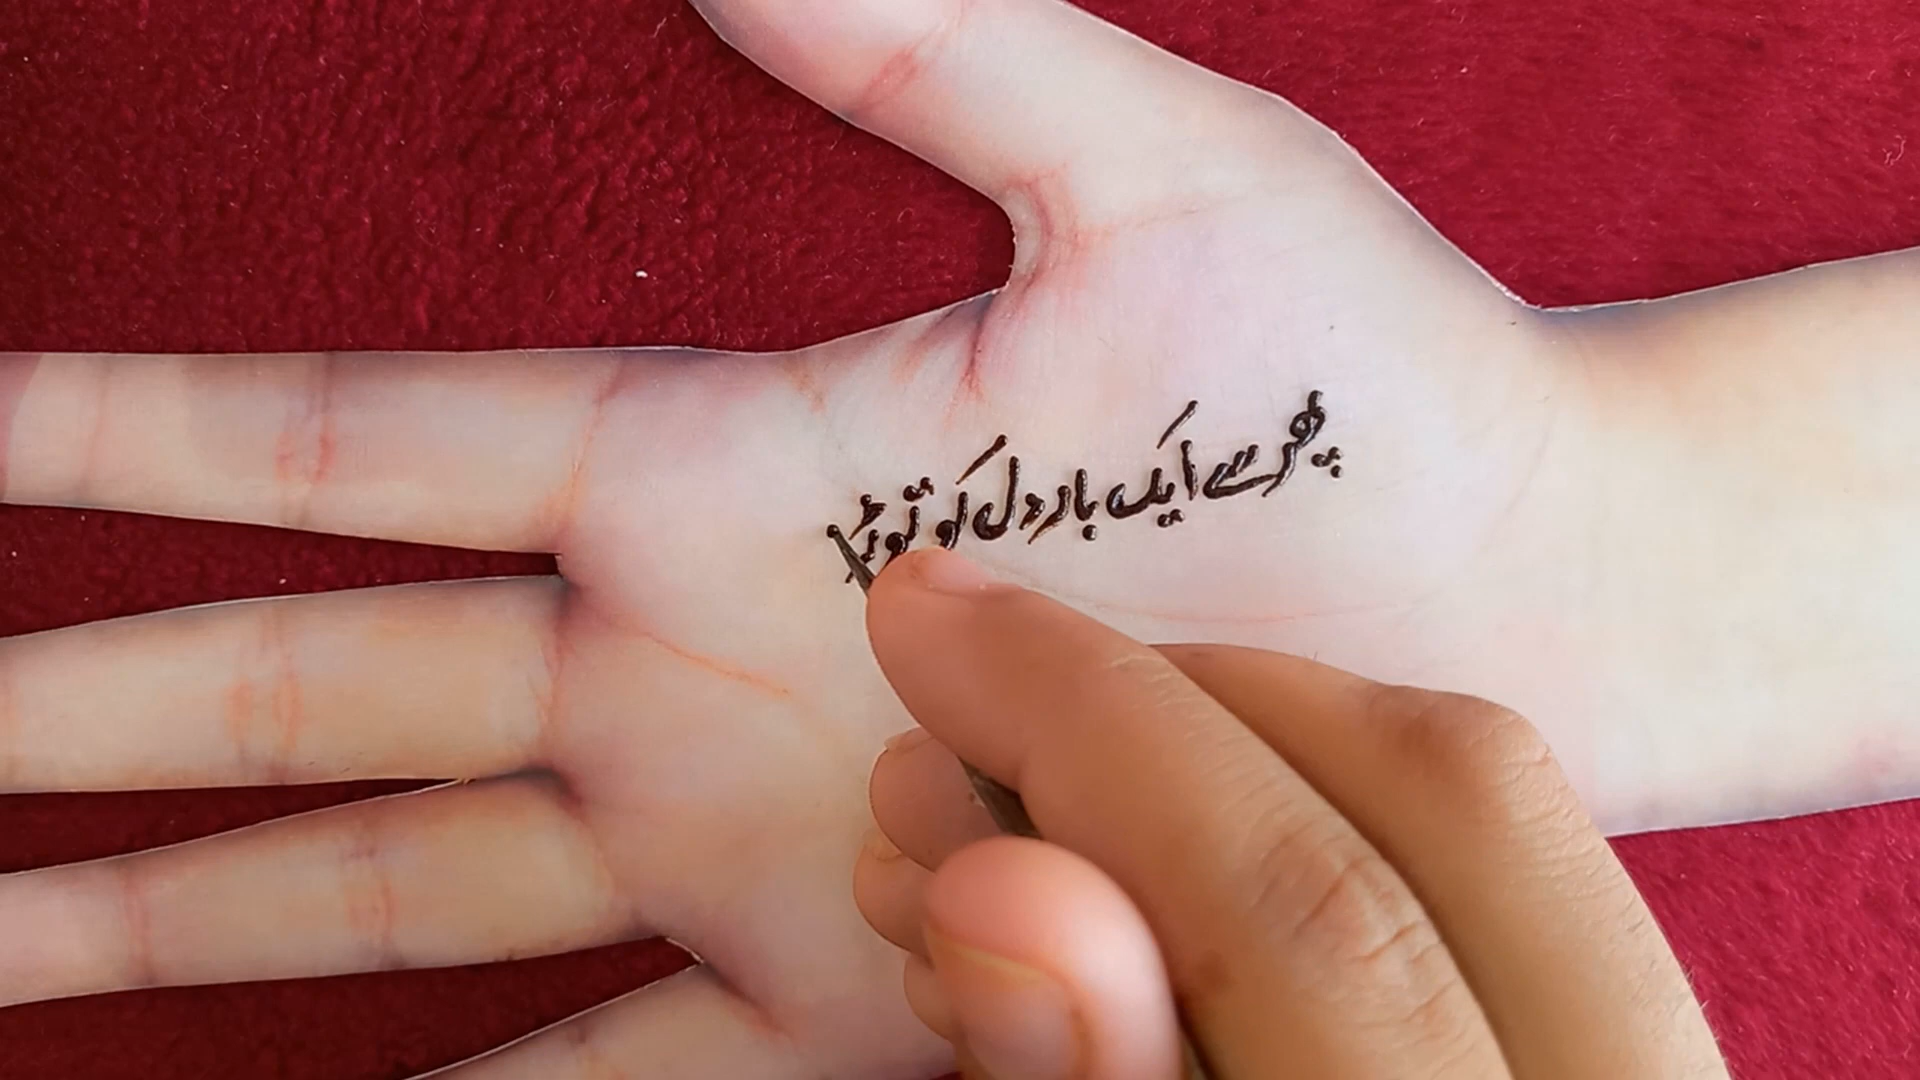 پھر سے ایک بار دل کو توڑ